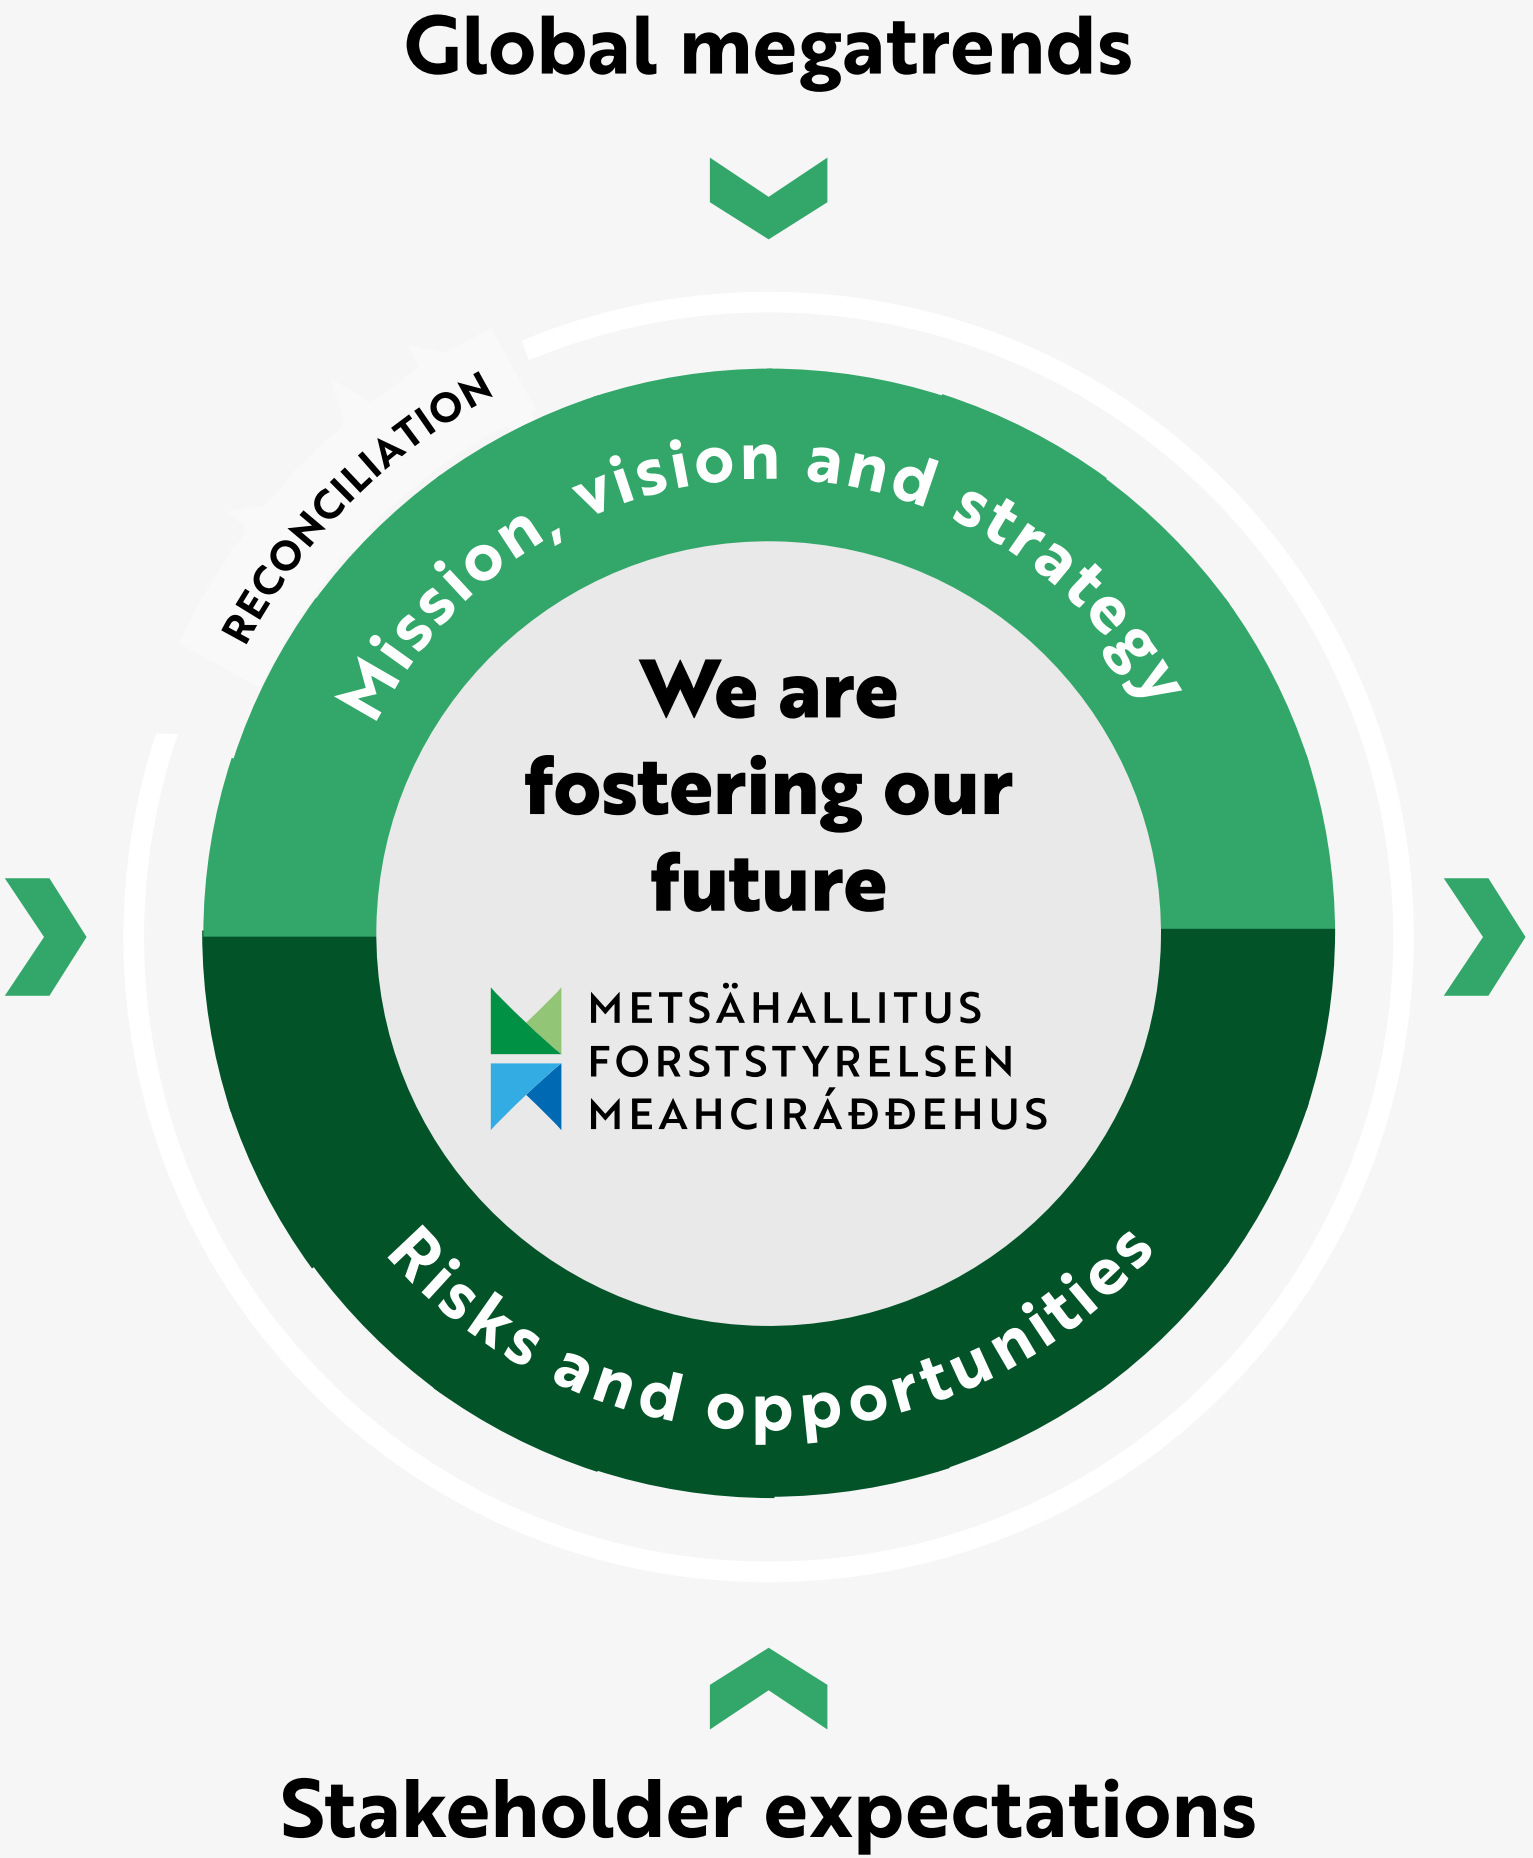 Global megatrends
RECONCILIATION
Mission, vision and strategy
We are
fostering our
future
METSÄHALLITUS
FORSTSTYRELSEN
MEAHCIRÁĐĐEHUS
Risks and opportunities
Stakeholder expectations